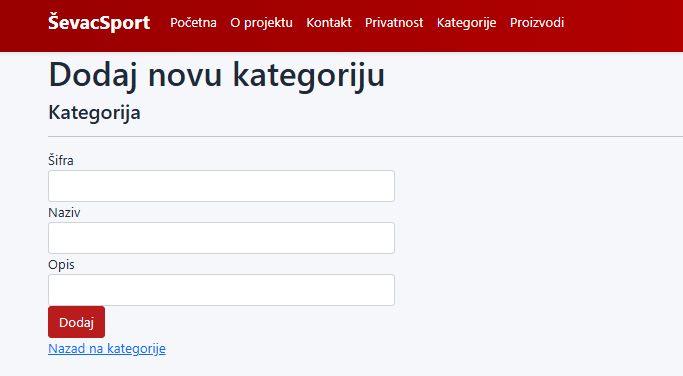 ŠevacSport Početna O projektu Kontakt Privatnost Kategorije Proizvodi
Dodaj novu kategoriju
Kategorija
Šifra
Naziv
Opis
Dodaj
Nazad na kategorije